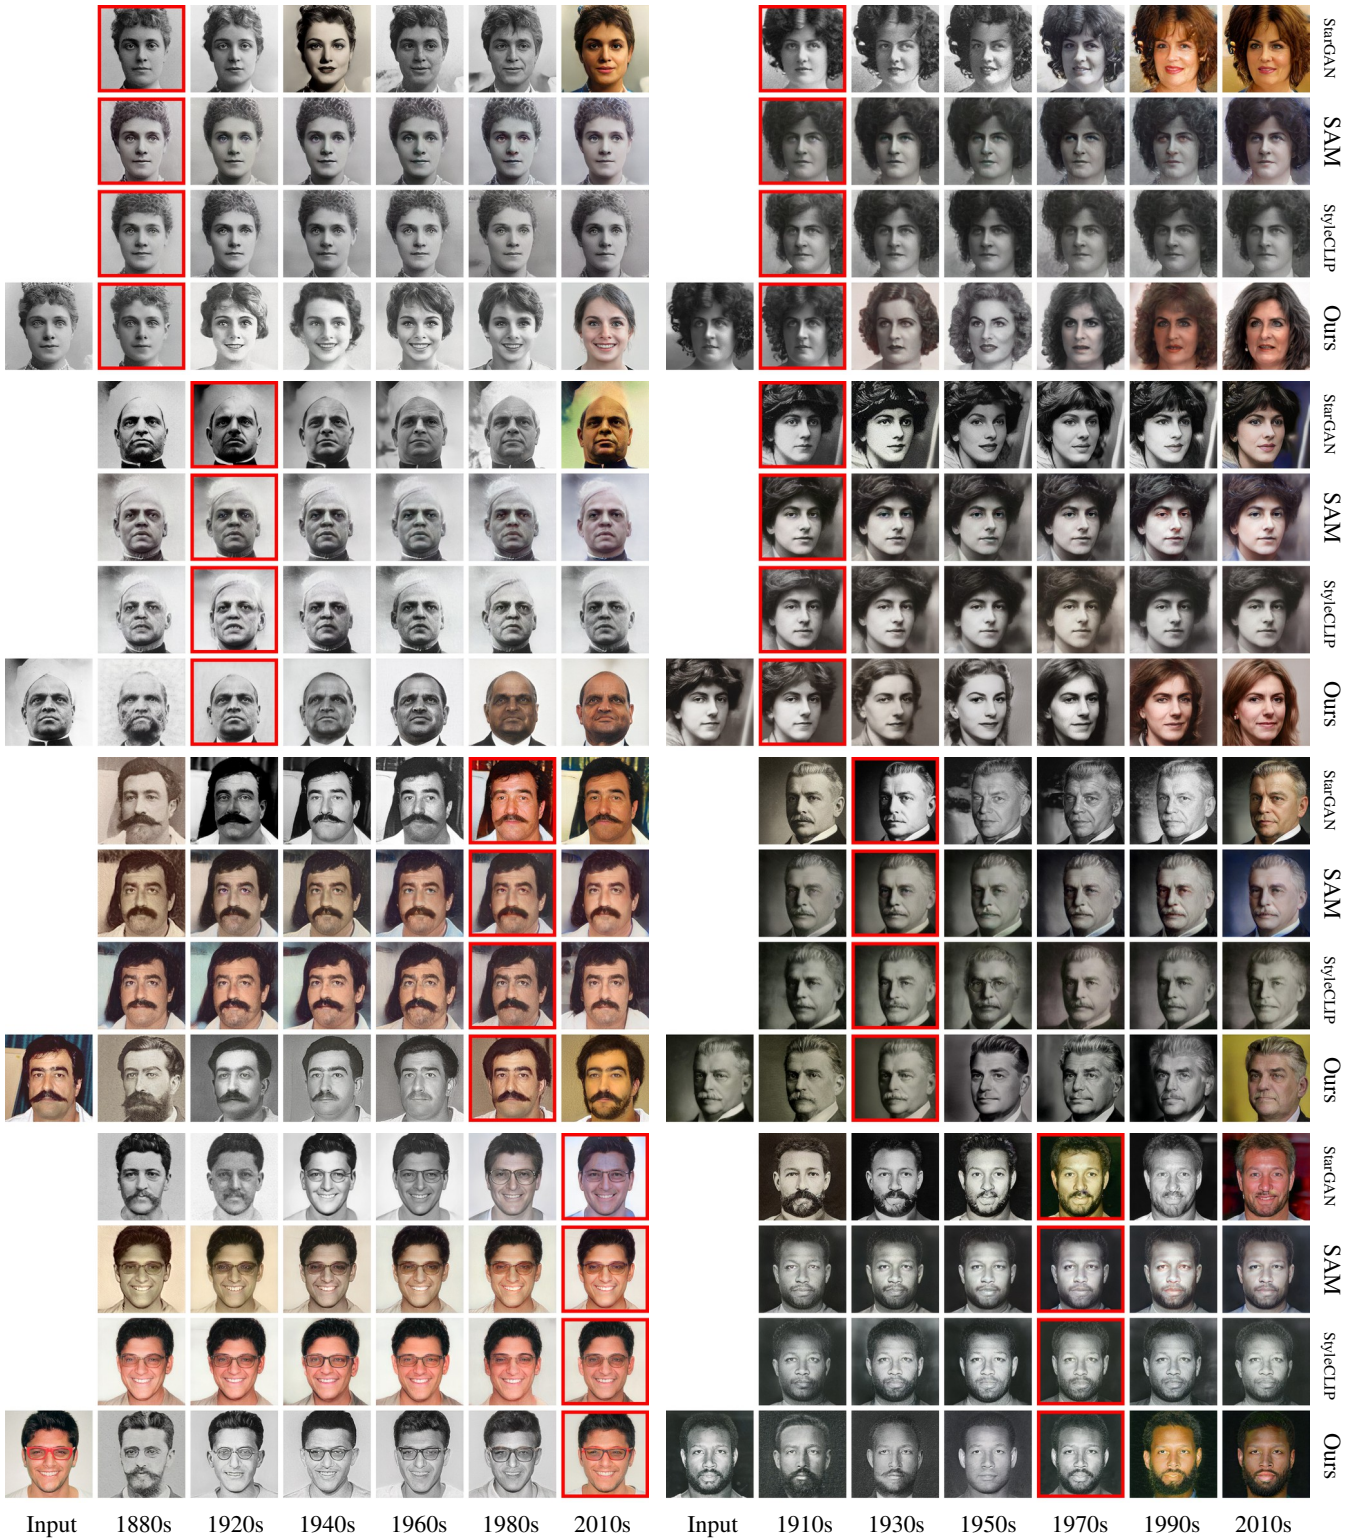 StarGAN
SAM
StyleCLIP
Ours
StarGAN
SAM
StyleCLIP
Ours
StarGAN
SAM
StyleCLIP
Ours
StarGAN
SAM
StyleCLIP
Ours
Input 1880s 1920s 1940s 1960s 1980s 2010s Input 1910s 1930s 1950s 1970s 1990s 2010s